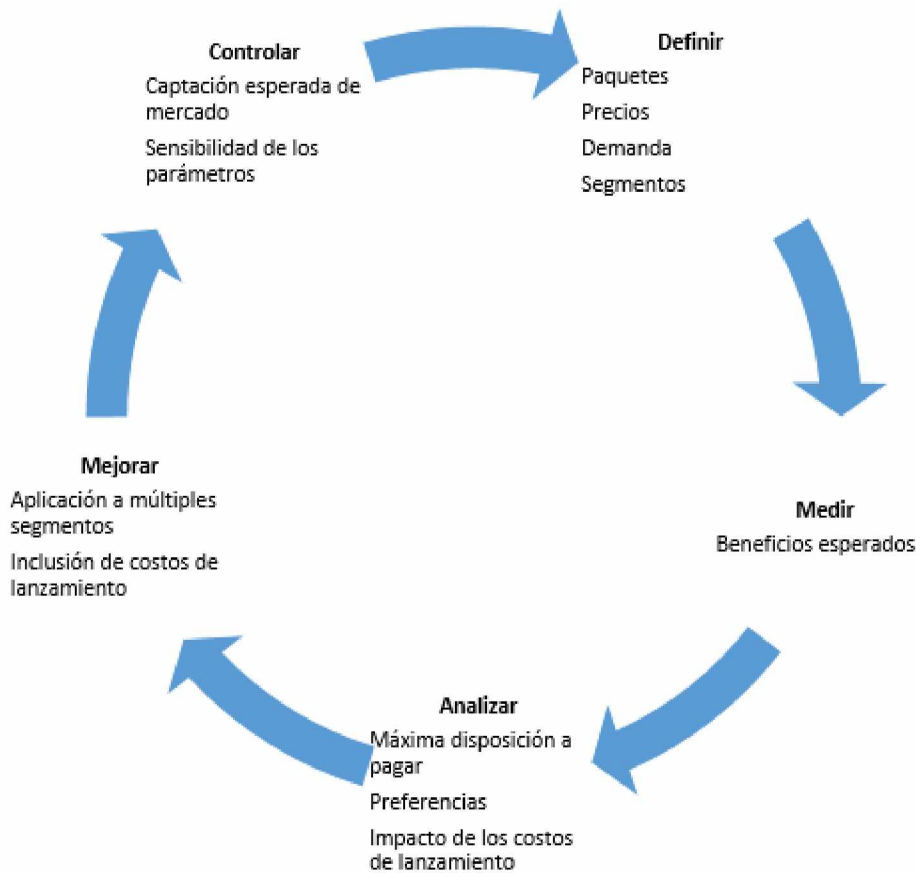 Definir
Paquetes
Precios
Demanda
Segmentos
Medir
Beneficios esperados
Analizar
Máxima disposición a
pagar
Preferencias
Impacto de los costos
de lanzamiento
Mejorar
Aplicación a múltiples
segmentos
Inclusión de costos de
lanzamiento
Controlar
Captación esperada de
mercado
Sensibilidad de los
parámetros